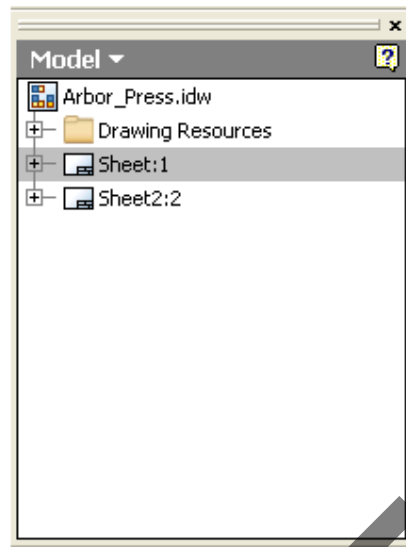 Model
Arbor_Press.idw
Drawing Resources
Sheet:1
Sheet2:2